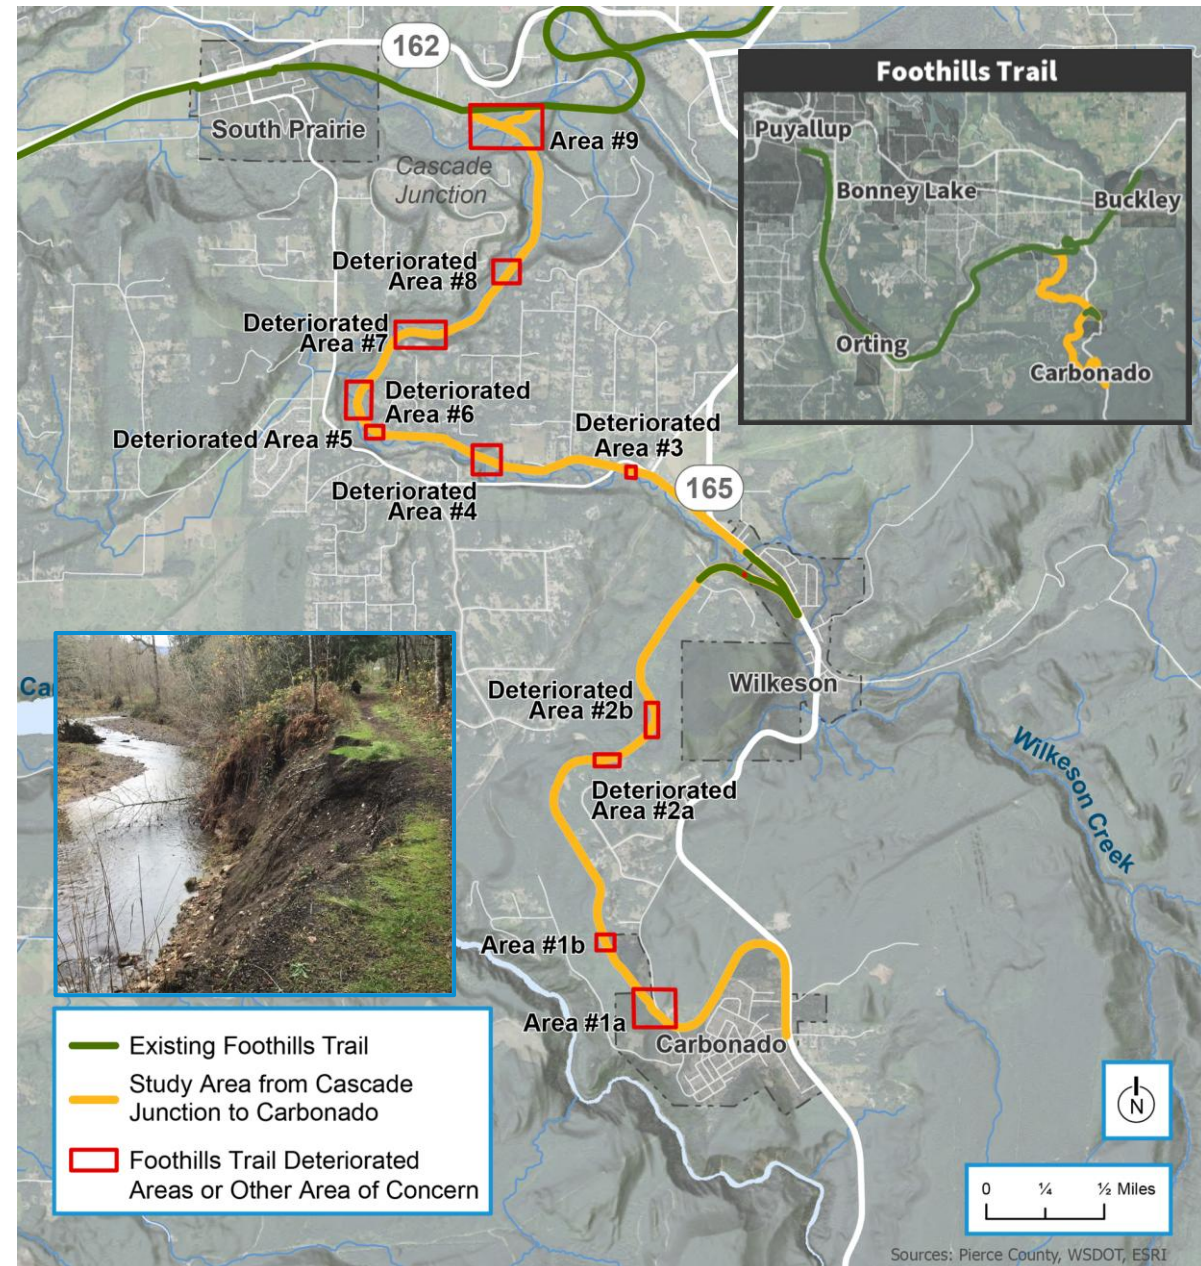 162
South Prairie
Area #9
Cascade
Junction
Deteriorated
Area #8
Deteriorated
Area #7
Deteriorated
Area #6
Deteriorated Area #5
Deteriorated
Area #4
Deteriorated
Area #3
165
Foothills Trail
Puyallup
Bonney Lake
Buckley
Orting
Carbonado
Wilkeson
Deteriorated
Area #2b
Deteriorated
Area #2a
Wilkeson Creek
Area #1b
Area #1a
Carbonado
Existing Foothills Trail
Study Area from Cascade
Junction to Carbonado
Foothills Trail Deteriorated
Areas or Other Area of Concern
N
0 ¼ ½ Miles
Sources: Pierce County, WSDOT, ESRI